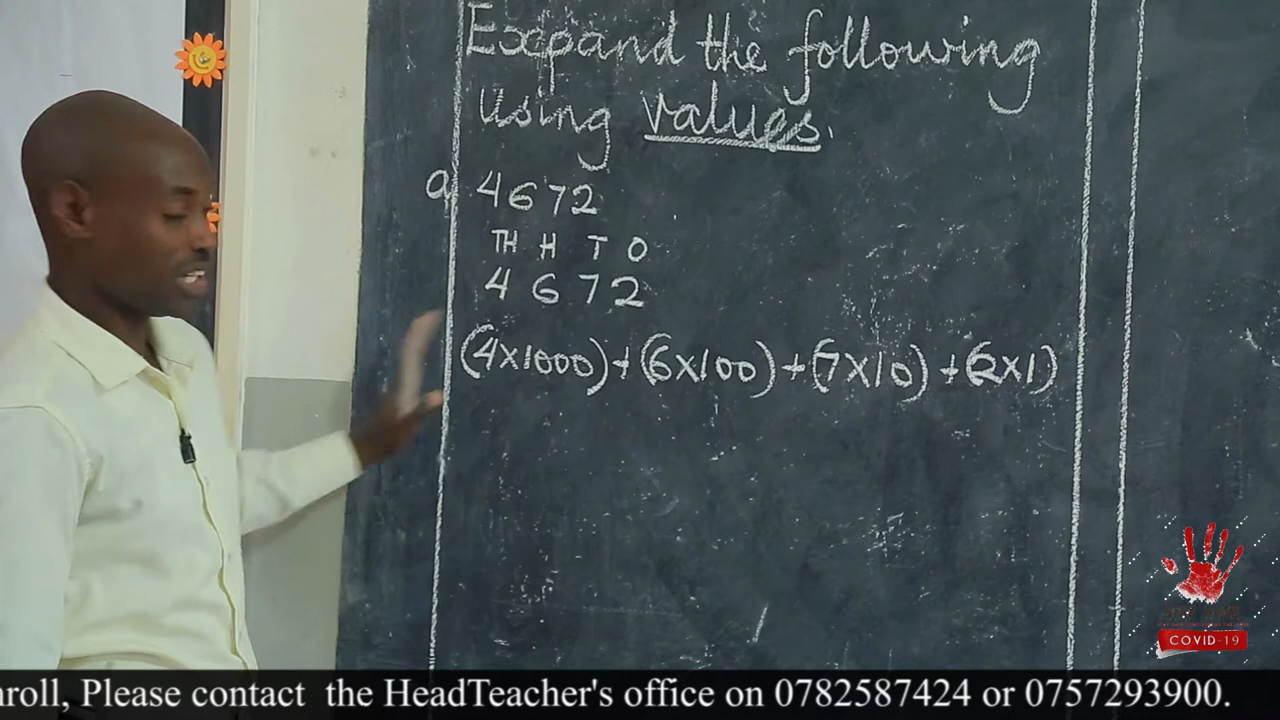 Expand the following
using values.
a) 4672
TH H T O
4 6 7 2
(4x1000)+(6x100)+(7x10)+(2x1)
COVID-19
nroll, Please contact the HeadTeacher's office on 0782587424 or 0757293900.